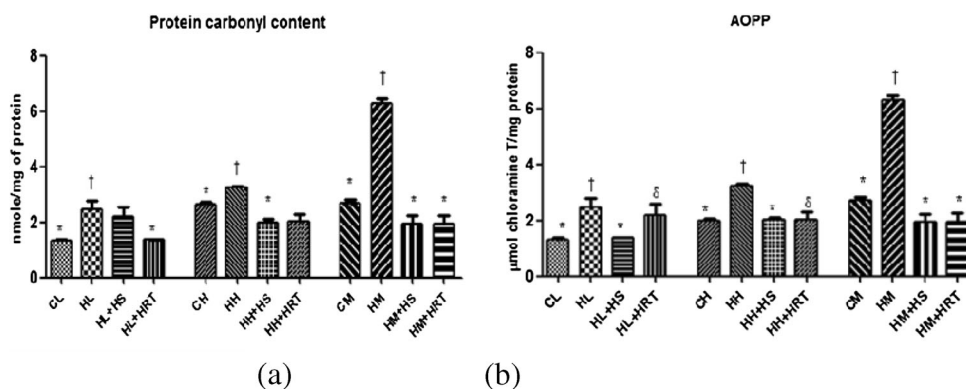 Protein carbonyl content
nmole/mg of protein
8
6
4
2
0
* † *
* † *
* † * *
CL HL HL+HS HL+HRT CH HH HH+HS HH+HRT CM HM HM+HS HM+HRT
(a)
AOPP
µmol chloramine T/mg protein
8
6
4
2
0
* † * δ
* † * δ
* † * *
CL HL HL+HS HL+HRT CH HH HH+HS HH+HRT CM HM HM+HS HM+HRT
(b)